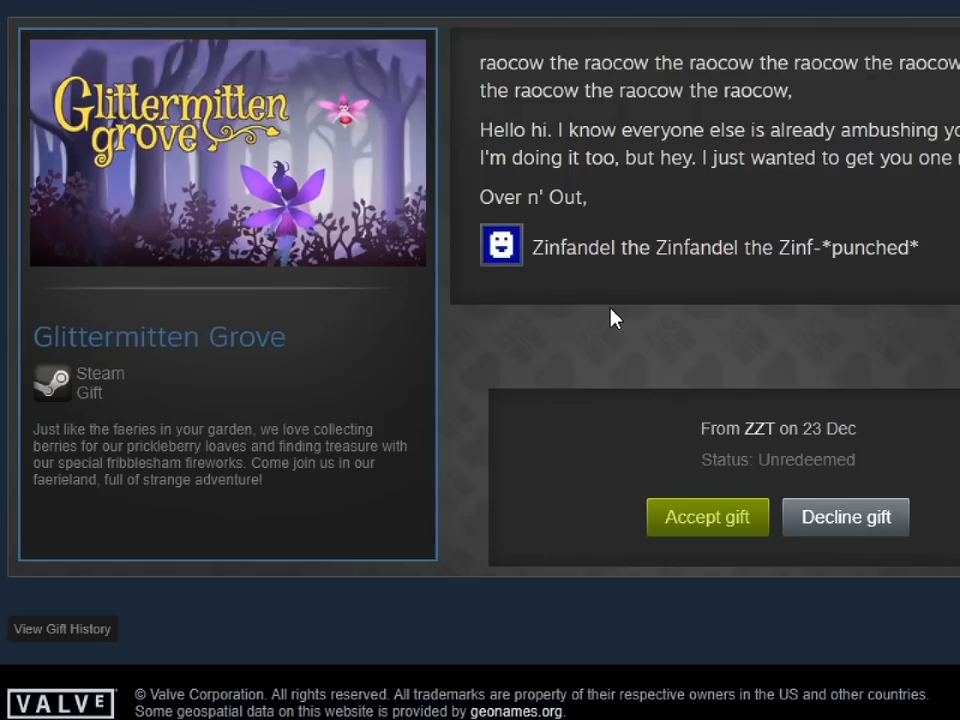 Glittermitten
grove
raocow the raocow the raocow the raocow the raocow
the raocow the raocow the raocow,
Hello hi. I know everyone else is already ambushing yo
I'm doing it too, but hey. I just wanted to get you one
Over n' Out,
Zinfandel the Zinfandel the Zinf-*punched*
Glittermitten Grove
Steam
Gift
Just like the faeries in your garden, we love collecting
berries for our prickleberry loaves and finding treasure with
our special fribblesham fireworks. Come join us in our
faerieland, full of strange adventure!
From ZZT on 23 Dec
Status: Unredeemed
Accept gift
Decline gift
View Gift History
VALVE
© Valve Corporation. All rights reserved. All trademarks are property of their respective owners in the US and other countries.
Some geospatial data on this website is provided by geonames.org.